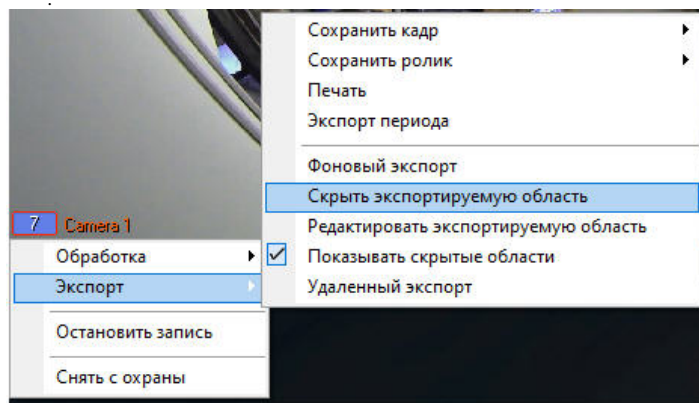 7 Camera 1
Обработка
Экспорт
Остановить запись
Снять с охраны
Сохранить кадр
Сохранить ролик
Печать
Экспорт периода
Фоновый экспорт
Скрыть экспортируемую область
Редактировать экспортируемую область
Показывать скрытые области
Удаленный экспорт